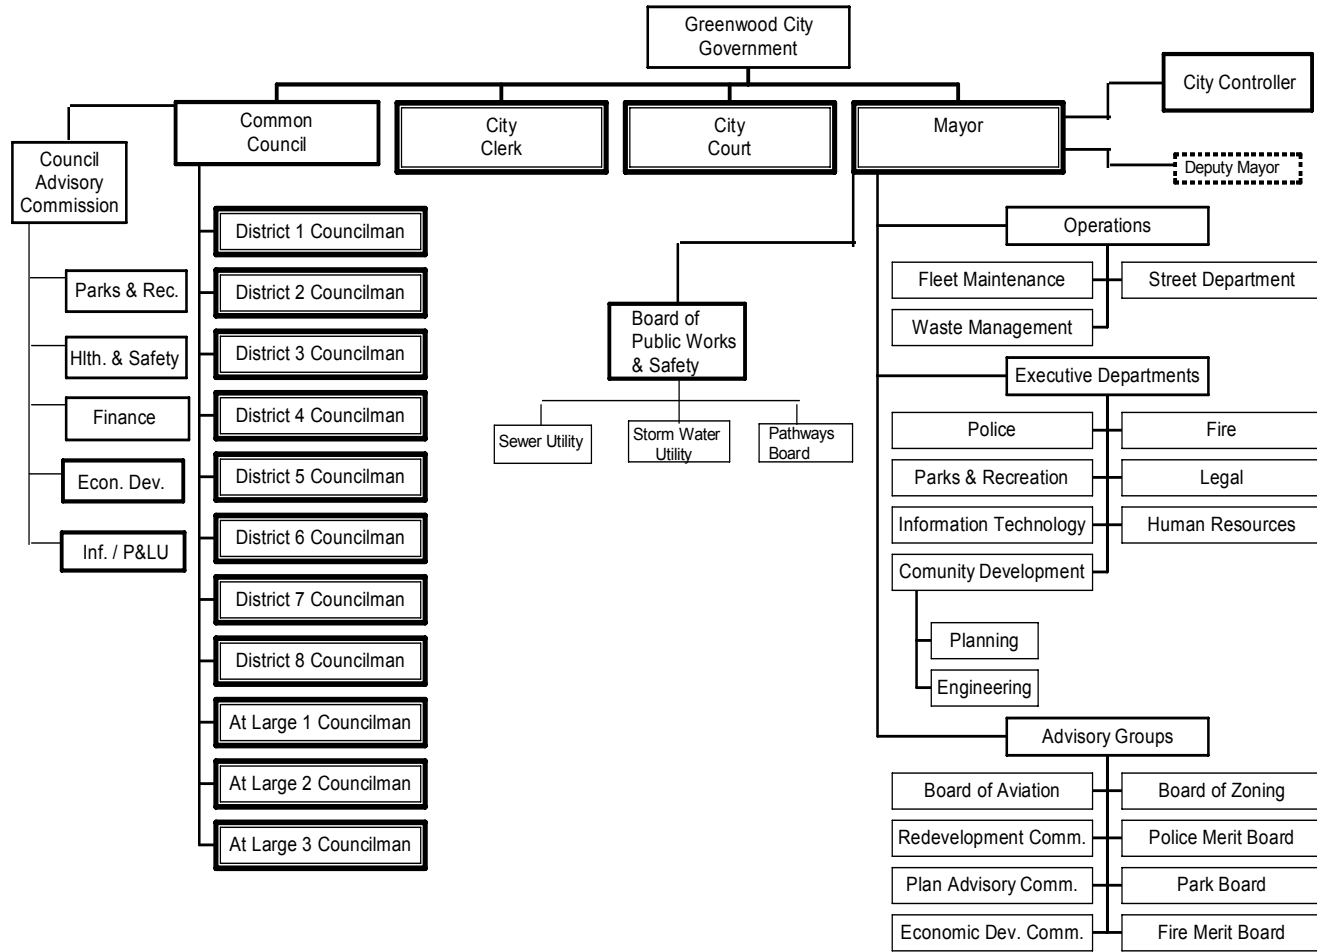 Greenwood City
Government
City Controller
Common
Council
City
Clerk
City
Court
Mayor
Deputy Mayor
Council
Advisory
Commission
Parks & Rec.
Hlth. & Safety
Finance
Econ. Dev.
Inf. / P&LU
District 1 Councilman
District 2 Councilman
District 3 Councilman
District 4 Councilman
District 5 Councilman
District 6 Councilman
District 7 Councilman
District 8 Councilman
At Large 1 Councilman
At Large 2 Councilman
At Large 3 Councilman
Board of
Public Works
& Safety
Sewer Utility
Storm Water
Utility
Pathways
Board
Operations
Fleet Maintenance
Street Department
Waste Management
Executive Departments
Police
Fire
Parks & Recreation
Legal
Information Technology
Human Resources
Comunity Development
Planning
Engineering
Advisory Groups
Board of Aviation
Board of Zoning
Redevelopment Comm.
Police Merit Board
Plan Advisory Comm.
Park Board
Economic Dev. Comm.
Fire Merit Board